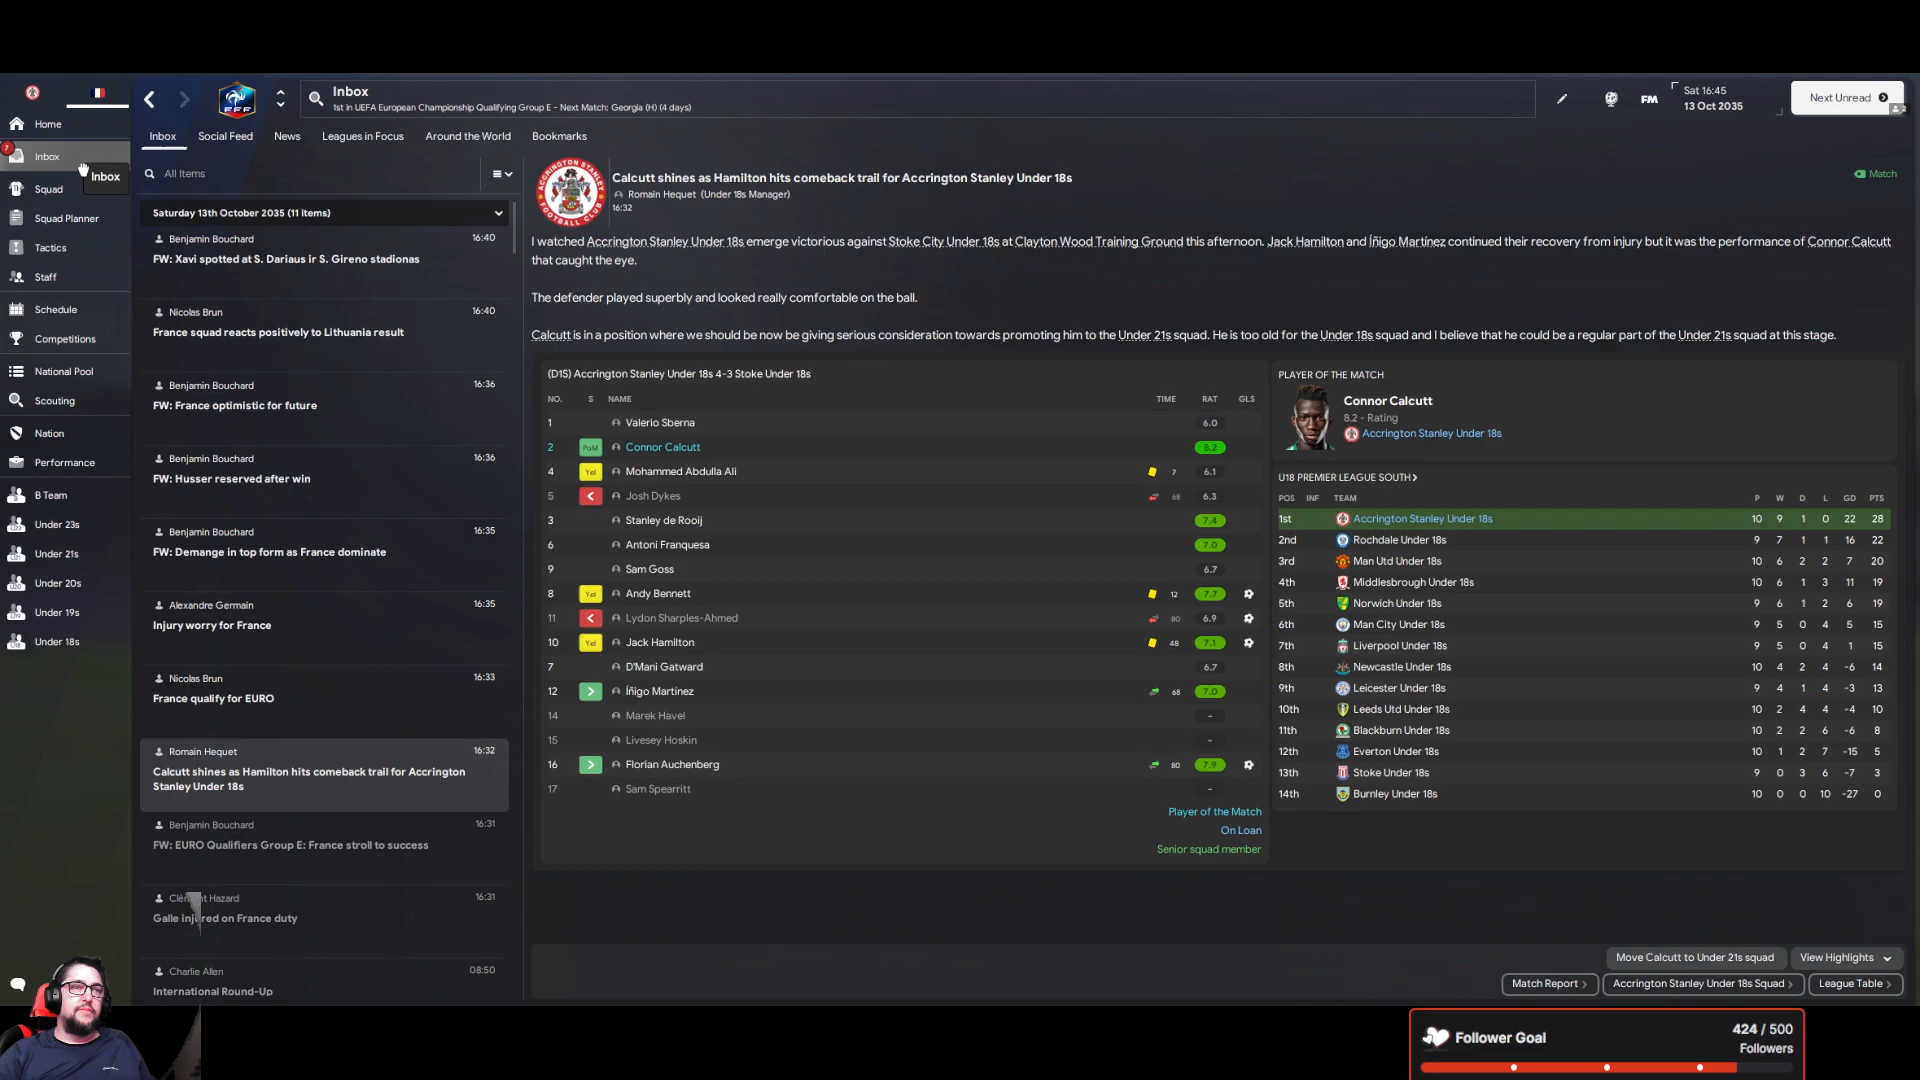 Inbox
1st in UEFA European Championship Qualifying Group E - Next Match: Georgia (H) (4 days)
FM
Sat 16:45
13 Oct 2035
Next Unread
2
Home
7
Inbox
Inbox
Squad
Squad Planner
Tactics
Staff
Schedule
Competitions
National Pool
Scouting
Nation
Performance
B Team
Under 23s
Under 21s
Under 20s
Under 19s
Under 18s
Inbox Social Feed News Leagues in Focus Around the World Bookmarks
All Items
Saturday 13th October 2035 (11 items)
Benjamin Bouchard 16:40
FW: Xavi spotted at S. Dariaus ir S. Gireno stadionas
Nicolas Brun 16:40
France squad reacts positively to Lithuania result
Benjamin Bouchard 16:36
FW: France optimistic for future
Benjamin Bouchard 16:36
FW: Husser reserved after win
Benjamin Bouchard 16:35
FW: Demange in top form as France dominate
Alexandre Germain 16:35
Injury worry for France
Nicolas Brun 16:33
France qualify for EURO
Romain Hequet 16:32
Calcutt shines as Hamilton hits comeback trail for Accrington
Stanley Under 18s
Benjamin Bouchard 16:31
FW: EURO Qualifiers Group E: France stroll to success
Clément Hazard 16:31
Galle injured on France duty
Charlie Allen 08:50
International Round-Up
ACCRINGTON STANLEY
FOOTBALL CLUB
Calcutt shines as Hamilton hits comeback trail for Accrington Stanley Under 18s
Romain Hequet (Under 18s Manager)
16:32
Match
I watched Accrington Stanley Under 18s emerge victorious against Stoke City Under 18s at Clayton Wood Training Ground this afternoon. Jack Hamilton and Íñigo Martínez continued their recovery from injury but it was the performance of Connor Calcutt
that caught the eye.
The defender played superbly and looked really comfortable on the ball.
Calcutt is in a position where we should be now be giving serious consideration towards promoting him to the Under 21s squad. He is too old for the Under 18s squad and I believe that he could be a regular part of the Under 21s squad at this stage.
(D1S) Accrington Stanley Under 18s 4-3 Stoke Under 18s
NO. S NAME TIME RAT GLS
1 Valerio Sberna 6.0
2 PoM Connor Calcutt 8.2
4 Yel Mohammed Abdulla Ali 7 6.1
5 Josh Dykes 68 6.3
3 Stanley de Rooij 7.4
6 Antoni Franquesa 7.0
9 Sam Goss 6.7
8 Yel Andy Bennett 12 7.7
11 Lydon Sharples-Ahmed 80 6.9
10 Yel Jack Hamilton 48 7.1
7 D'Mani Gatward 6.7
12 Íñigo Martínez 68 7.0
14 Marek Havel -
15 Livesey Hoskin -
16 Florian Auchenberg 80 7.9
17 Sam Spearritt -
Player of the Match
On Loan
Senior squad member
PLAYER OF THE MATCH
Connor Calcutt
8.2 - Rating
Accrington Stanley Under 18s
U18 PREMIER LEAGUE SOUTH
POS INF TEAM P W D L GD PTS
1st Accrington Stanley Under 18s 10 9 1 0 22 28
2nd Rochdale Under 18s 9 7 1 1 16 22
3rd Man Utd Under 18s 10 6 2 2 7 20
4th Middlesbrough Under 18s 10 6 1 3 11 19
5th Norwich Under 18s 9 6 1 2 6 19
6th Man City Under 18s 9 5 0 4 5 15
7th Liverpool Under 18s 9 5 0 4 1 15
8th Newcastle Under 18s 10 4 2 4 -6 14
9th Leicester Under 18s 9 4 1 4 -3 13
10th Leeds Utd Under 18s 10 2 4 4 -4 10
11th Blackburn Under 18s 10 2 2 6 -6 8
12th Everton Under 18s 10 1 2 7 -15 5
13th Stoke Under 18s 9 0 3 6 -7 3
14th Burnley Under 18s 10 0 0 10 -27 0
Move Calcutt to Under 21s squad
View Highlights
Match Report
Accrington Stanley Under 18s Squad
League Table
Follower Goal
424 / 500
Followers